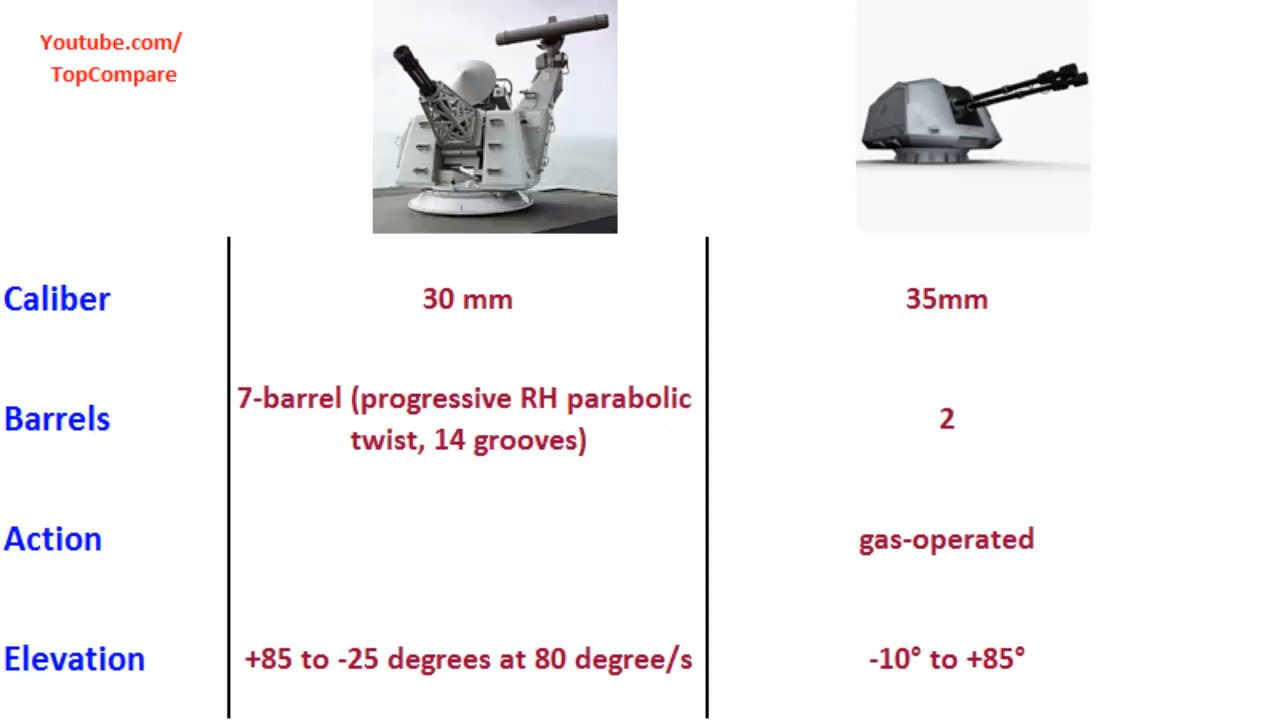 Youtube.com/
TopCompare
Caliber
30 mm
35mm
Barrels
7-barrel (progressive RH parabolic
twist, 14 grooves)
2
Action
gas-operated
Elevation
+85 to -25 degrees at 80 degree/s
-10° to +85°